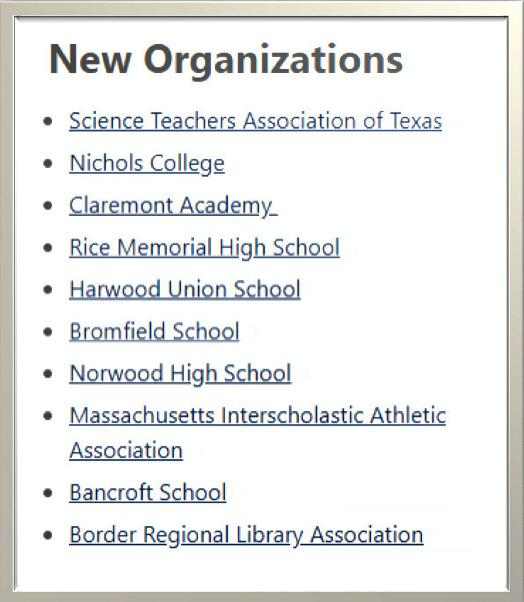 New Organizations
• Science Teachers Association of Texas
• Nichols College
• Claremont Academy
• Rice Memorial High School
• Harwood Union School
• Bromfield School
• Norwood High School
• Massachusetts Interscholastic Athletic
Association
• Bancroft School
• Border Regional Library Association